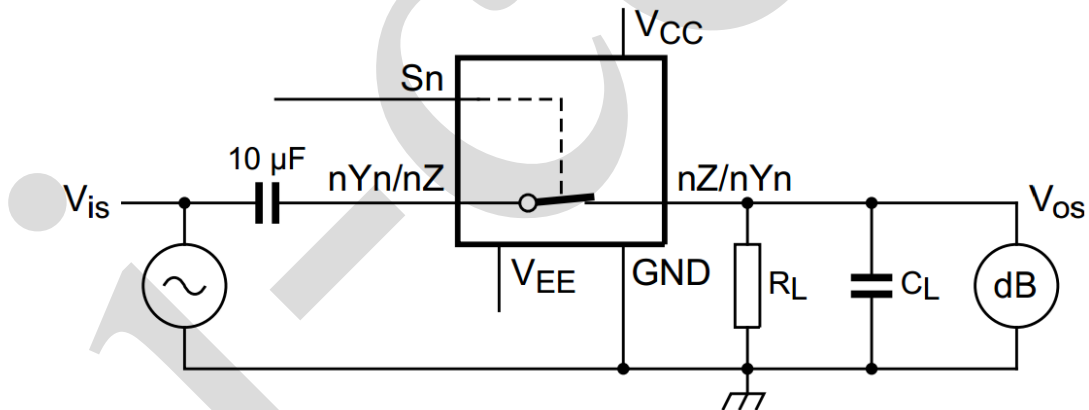 VCC
Sn
10 µF
nYn/nZ
nZ/nYn
Vis
Vos
VEE
GND
RL
CL
dB